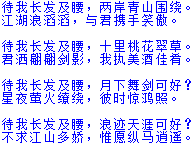 待我长发及腰，两岸青山围绕。
江湖浪滔滔，与君携手笑傲。
待我长发及腰，十里桃花翠草。
君洒翩翩剑影，我执美酒佳肴。
待我长发及腰，月下舞剑可好？
星夜萤火缭绕，彼时惊鸿照。
待我长发及腰，浪迹天涯可好？
不求江山多娇，惟愿纵马逍遥。